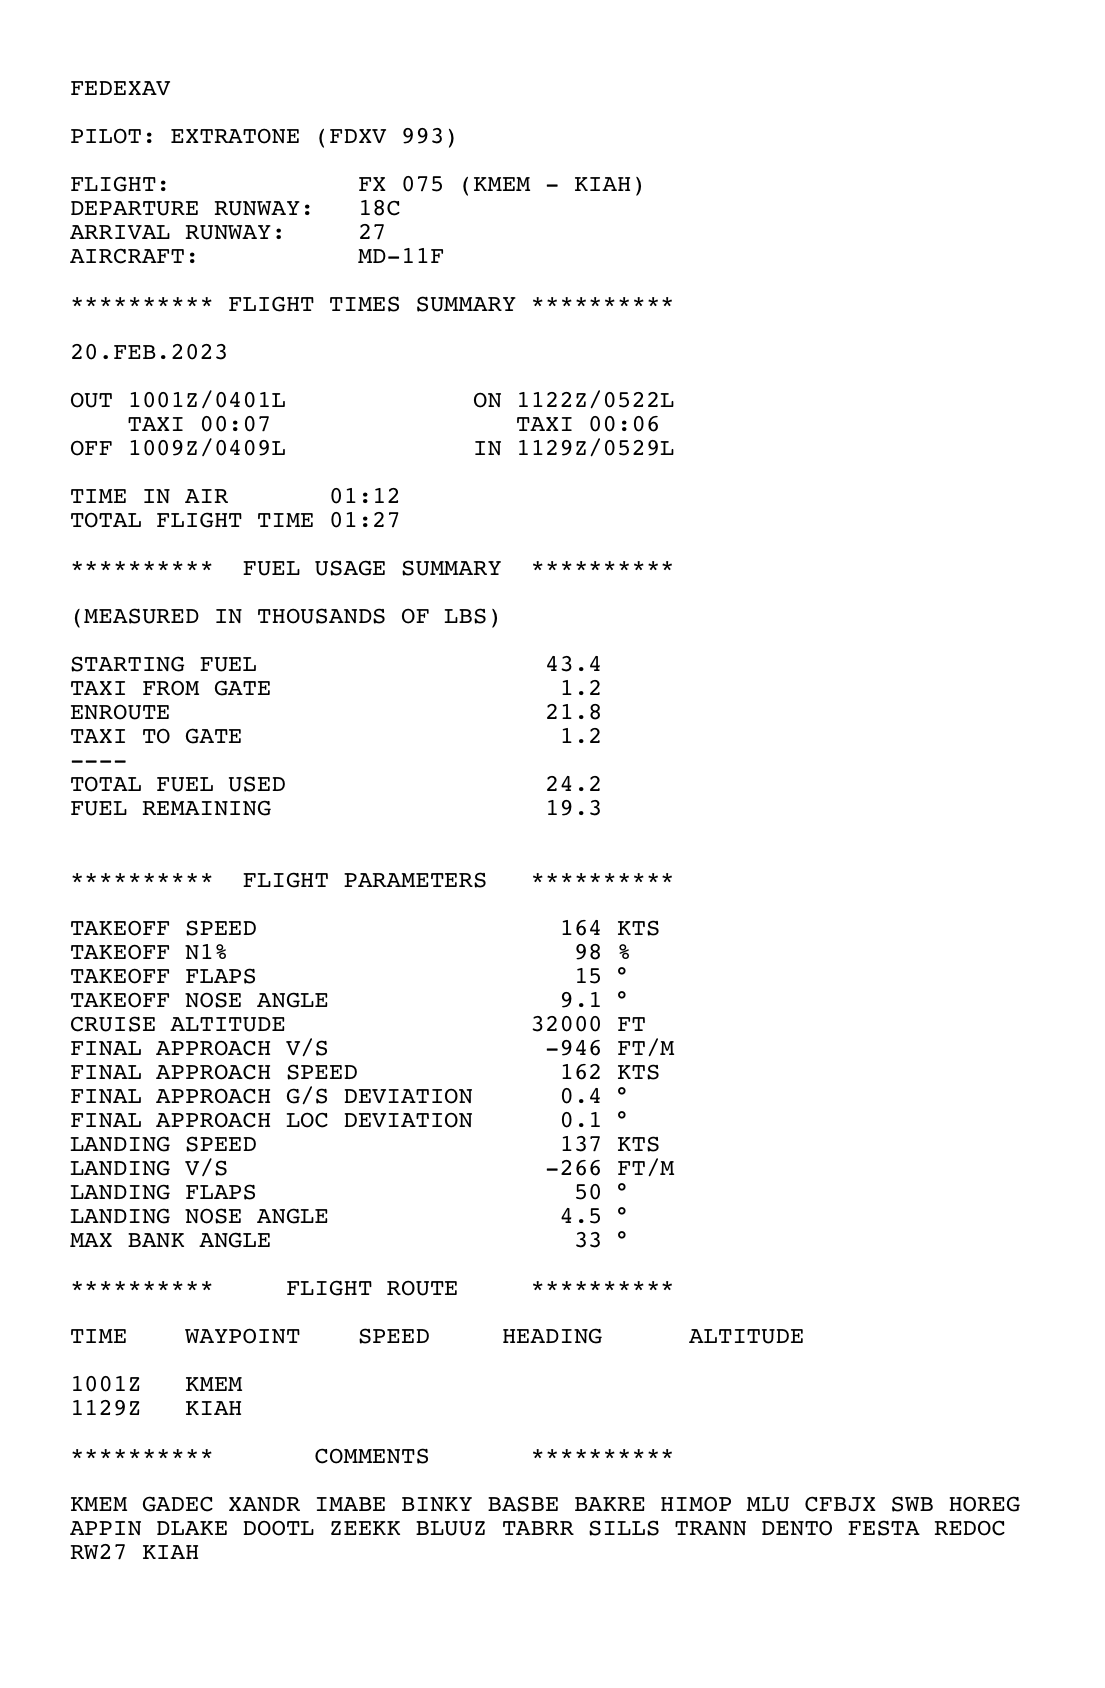 FEDEXAV
PILOT: EXTRATONE (FDXV 993)
FLIGHT:             FX 075 (KMEM - KIAH)
DEPARTURE RUNWAY:   18C
ARRIVAL RUNWAY:     27
AIRCRAFT:           MD-11F
********** FLIGHT TIMES SUMMARY **********
20.FEB.2023
OUT 1001Z/0401L             ON 1122Z/0522L
    TAXI 00:07                 TAXI 00:06
OFF 1009Z/0409L             IN 1129Z/0529L
TIME IN AIR       01:12
TOTAL FLIGHT TIME 01:27
**********  FUEL USAGE SUMMARY  **********
(MEASURED IN THOUSANDS OF LBS)
STARTING FUEL                    43.4
TAXI FROM GATE                    1.2
ENROUTE                          21.8
TAXI TO GATE                      1.2
----
TOTAL FUEL USED                  24.2
FUEL REMAINING                   19.3
**********  FLIGHT PARAMETERS   **********
TAKEOFF SPEED                     164 KTS
TAKEOFF N1%                        98 %
TAKEOFF FLAPS                      15 °
TAKEOFF NOSE ANGLE                9.1 °
CRUISE ALTITUDE                 32000 FT
FINAL APPROACH V/S               -946 FT/M
FINAL APPROACH SPEED              162 KTS
FINAL APPROACH G/S DEVIATION      0.4 °
FINAL APPROACH LOC DEVIATION      0.1 °
LANDING SPEED                     137 KTS
LANDING V/S                      -266 FT/M
LANDING FLAPS                      50 °
LANDING NOSE ANGLE                4.5 °
MAX BANK ANGLE                     33 °
**********     FLIGHT ROUTE     **********
TIME    WAYPOINT    SPEED     HEADING      ALTITUDE
1001Z   KMEM
1129Z   KIAH
**********       COMMENTS       **********
KMEM GADEC XANDR IMABE BINKY BASBE BAKRE HIMOP MLU CFBJX SWB HOREG
APPIN DLAKE DOOTL ZEEKK BLUUZ TABRR SILLS TRANN DENTO FESTA REDOC
RW27 KIAH